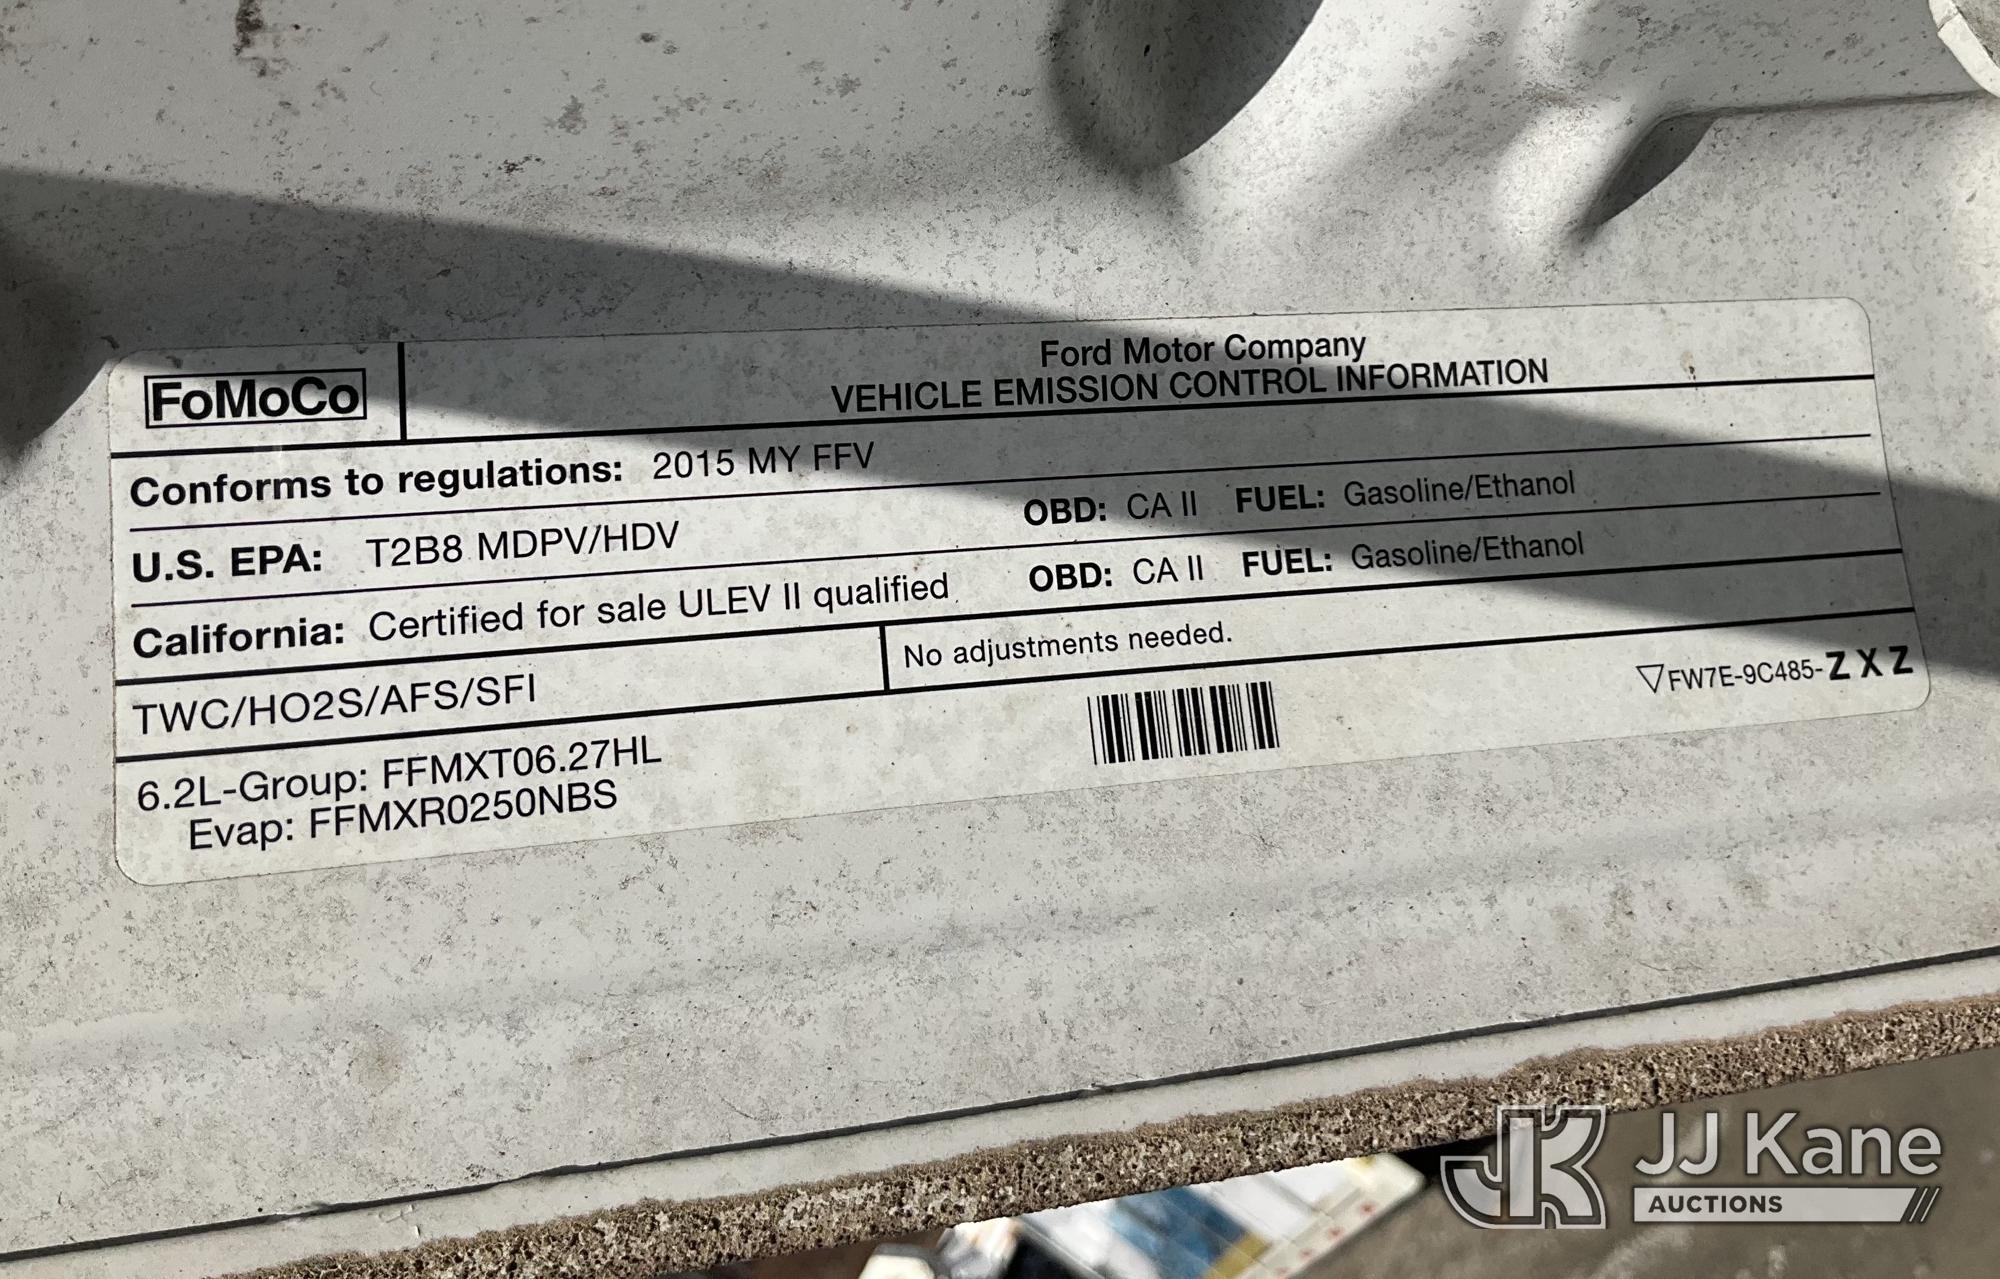 FoMoCo
Ford Motor Company
VEHICLE EMISSION CONTROL INFORMATION
Conforms to regulations: 2015 MY FFV
U.S. EPA: T2B8 MDPV/HDV OBD: CA II FUEL: Gasoline/Ethanol
California: Certified for sale ULEV II qualified OBD: CA II FUEL: Gasoline/Ethanol
TWC/HO2S/AFS/SFI No adjustments needed.
6.2L-Group: FFMXT06.27HL
Evap: FFMXR0250NBS
▽FW7E-9C485-ZXZ
JK JJ Kane
AUCTIONS